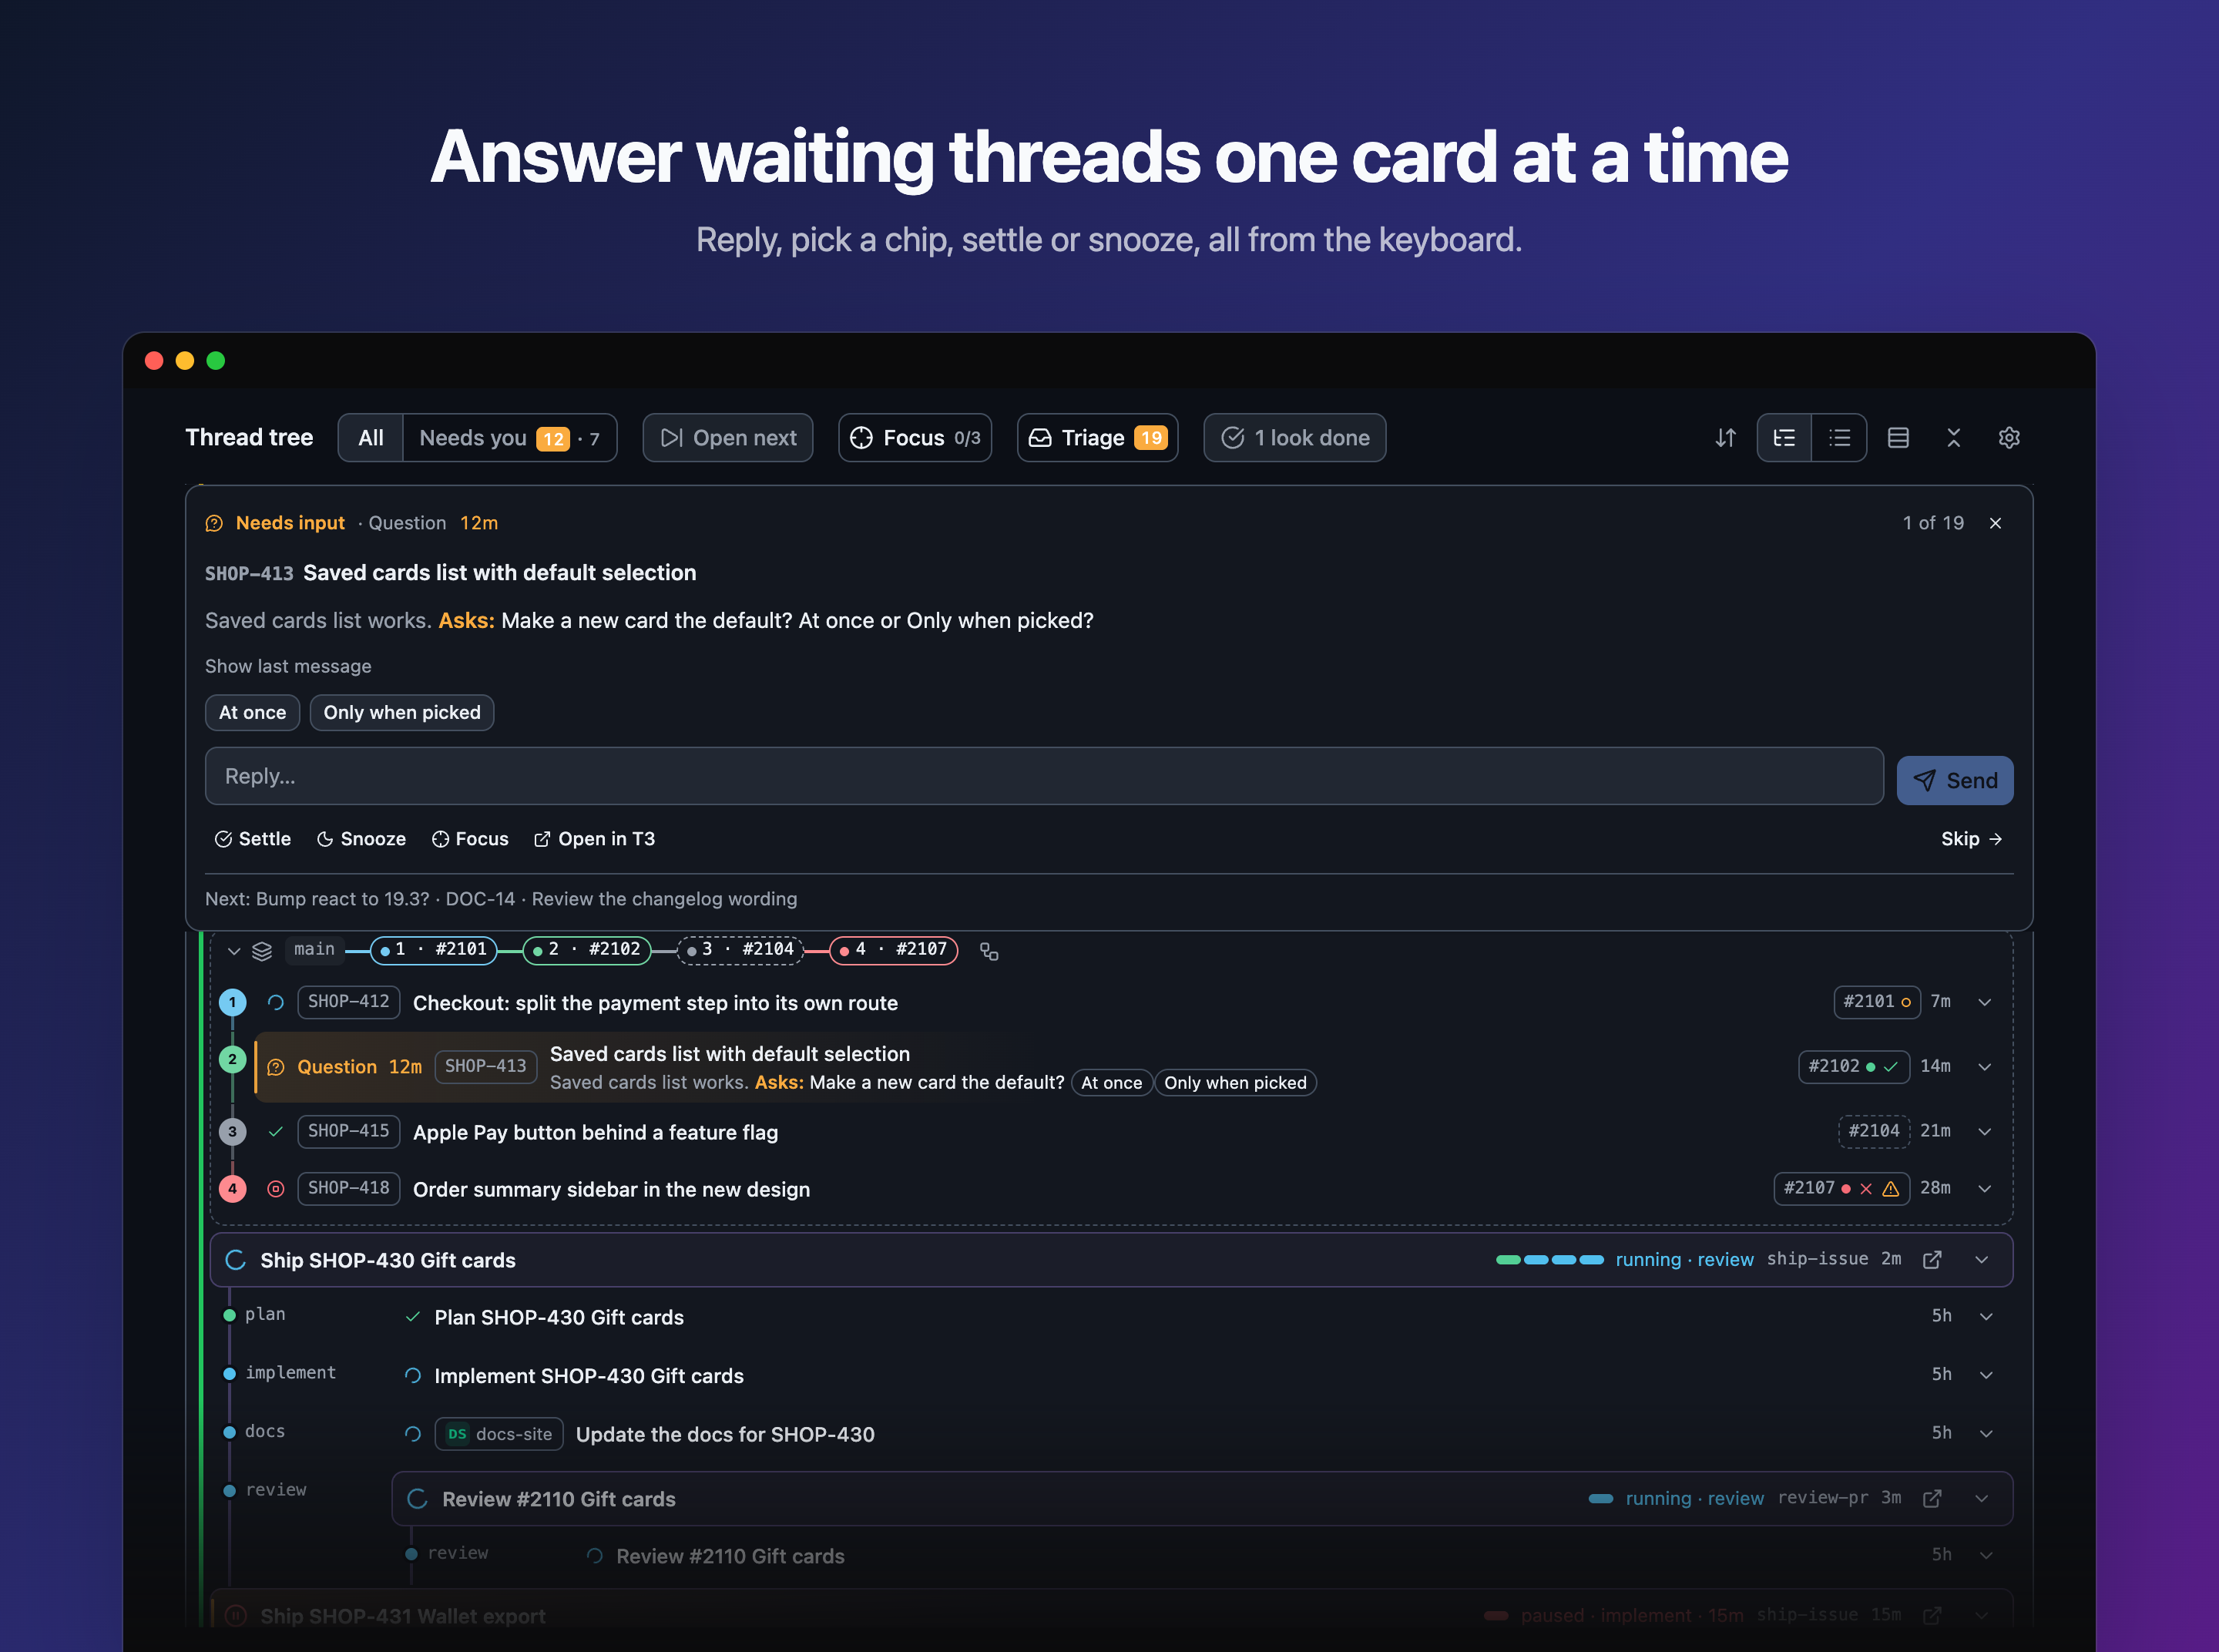 Answer waiting threads one card at a time
Reply, pick a chip, settle or snooze, all from the keyboard.
Thread tree All Needs you 12 · 7 Open next Focus 0/3 Triage 19 1 look done
Needs input · Question 12m 1 of 19
SHOP-413 Saved cards list with default selection
Saved cards list works. Asks: Make a new card the default? At once or Only when picked?
Show last message
At once Only when picked
Reply... Send
Settle Snooze Focus Open in T3 Skip →
Next: Bump react to 19.3? · DOC-14 · Review the changelog wording
main 1 · #2101 2 · #2102 3 · #2104 4 · #2107
1 SHOP-412 Checkout: split the payment step into its own route #2101 7m
2 Question 12m SHOP-413 Saved cards list with default selection #2102 14m
Saved cards list works. Asks: Make a new card the default? At once Only when picked
3 SHOP-415 Apple Pay button behind a feature flag #2104 21m
4 SHOP-418 Order summary sidebar in the new design #2107 28m
Ship SHOP-430 Gift cards running · review ship-issue 2m
plan Plan SHOP-430 Gift cards 5h
implement Implement SHOP-430 Gift cards 5h
docs DS docs-site Update the docs for SHOP-430 5h
review Review #2110 Gift cards running · review review-pr 3m
review Review #2110 Gift cards 5h
Ship SHOP-431 Wallet export paused · implement · 15m ship-issue 15m